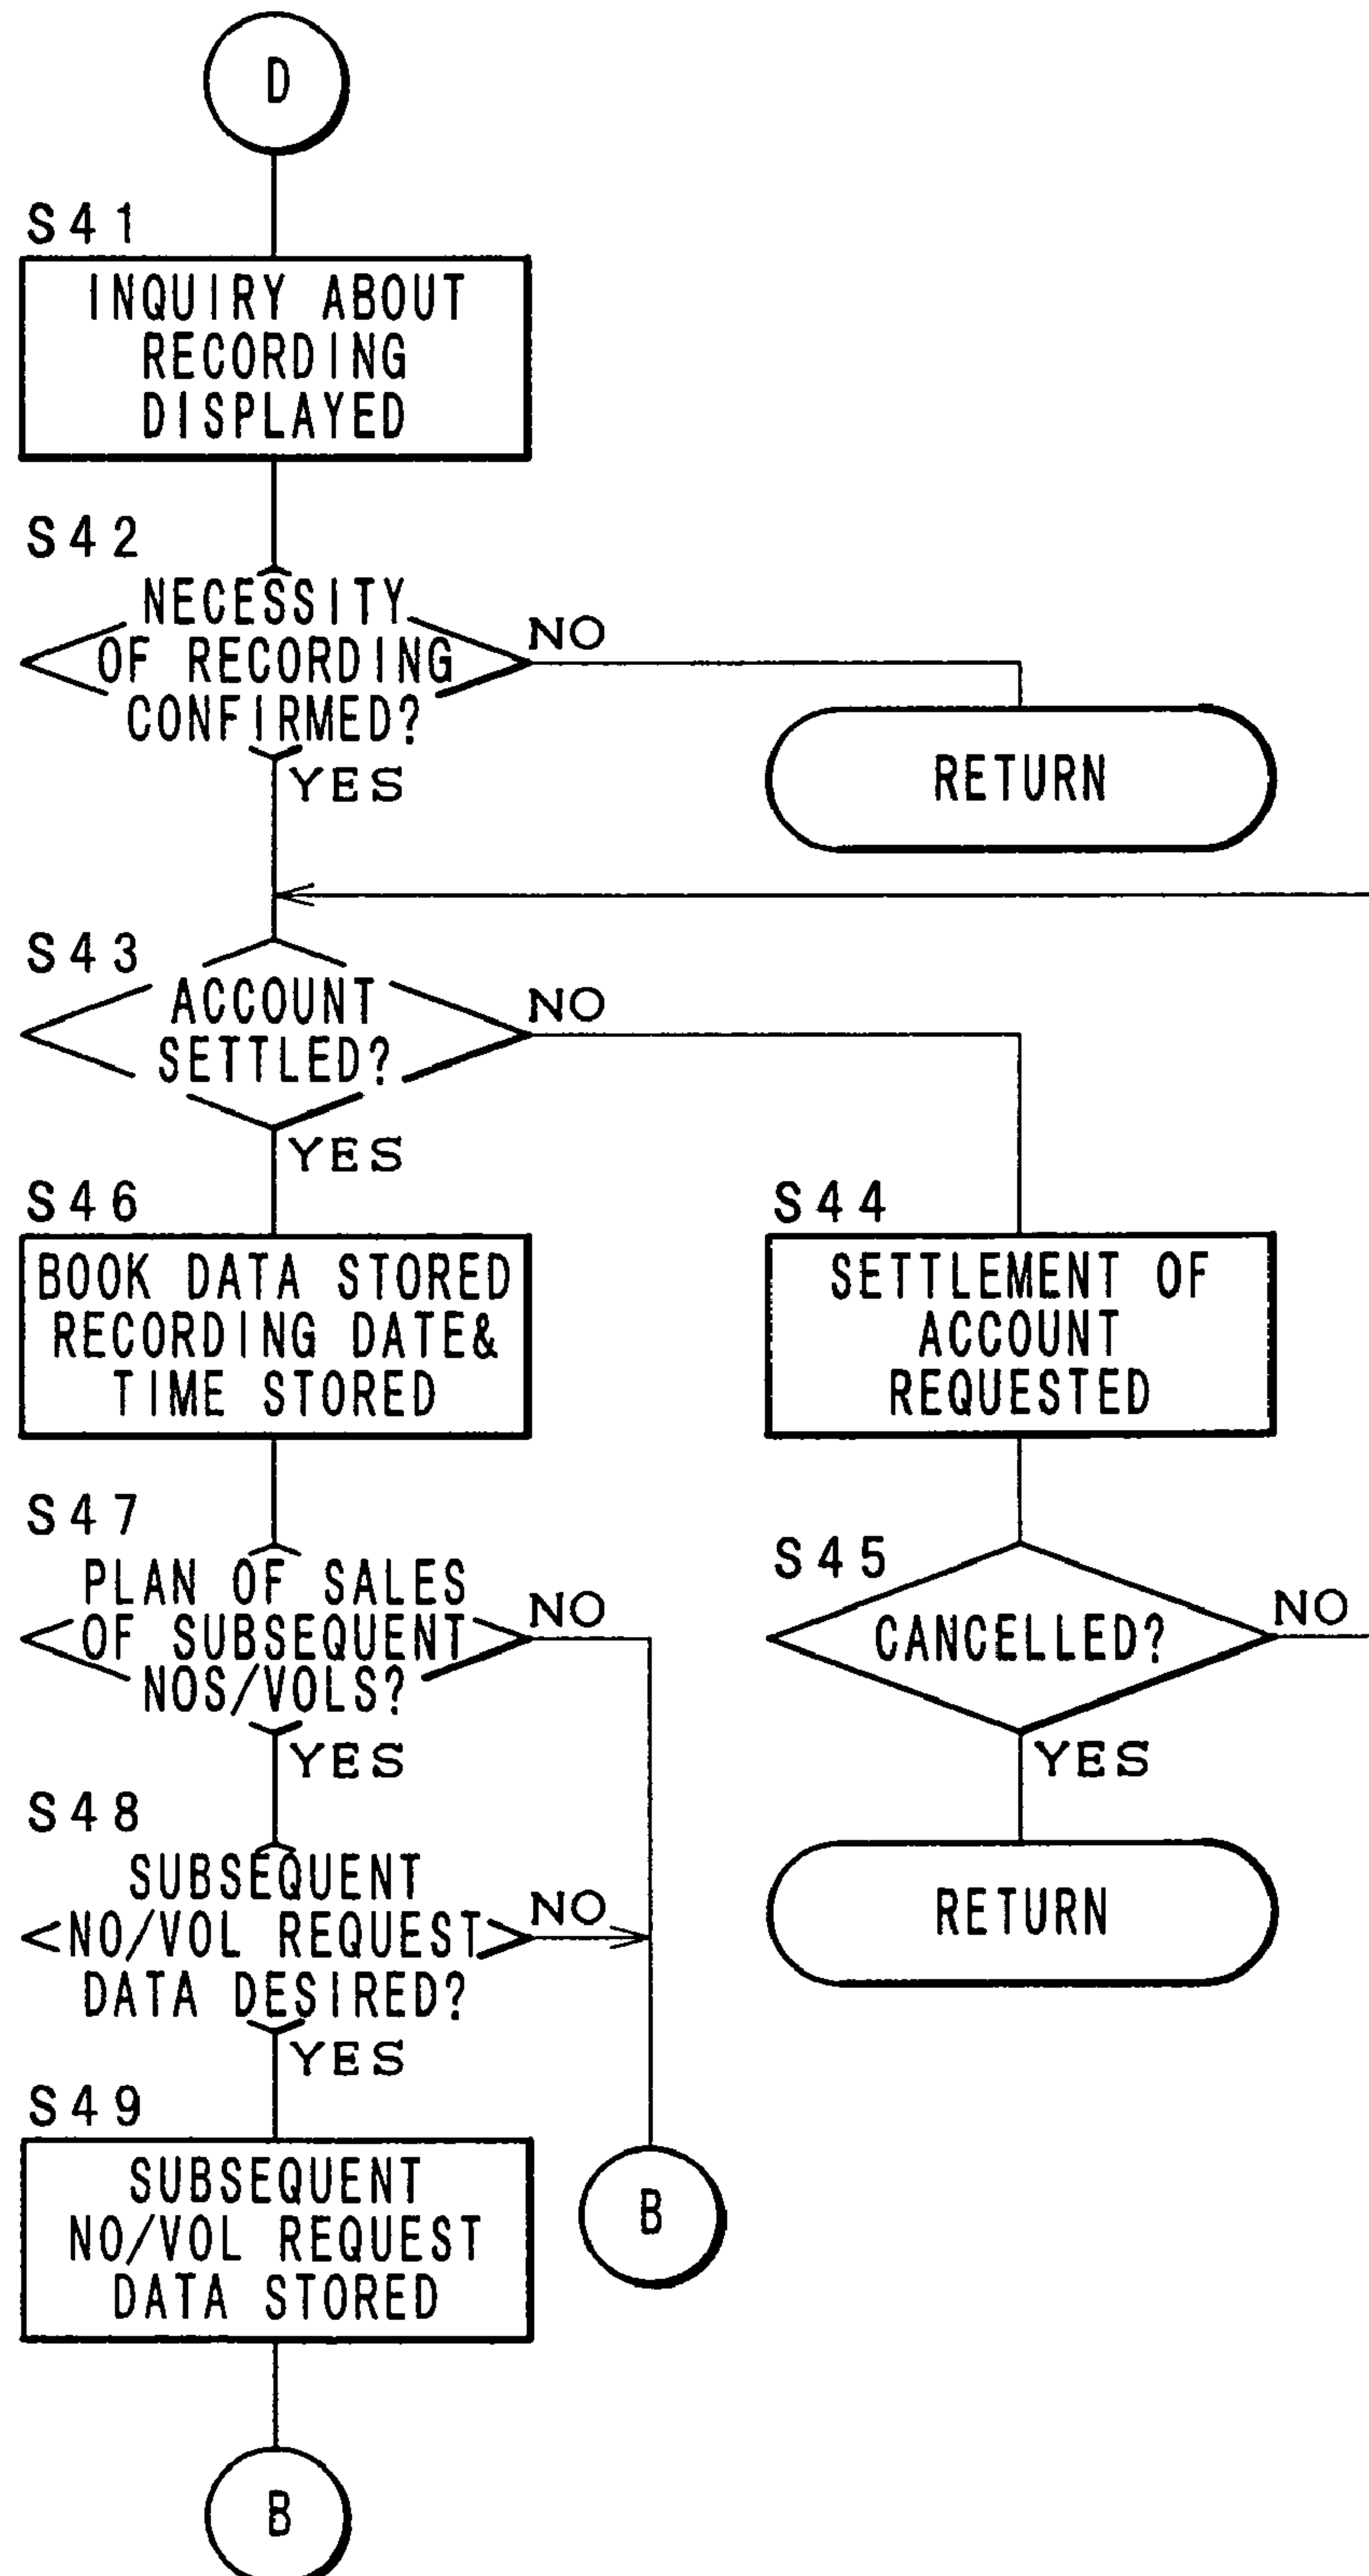 D
S41
INQUIRY ABOUT
RECORDING
DISPLAYED
S42
NECESSITY
OF RECORDING
CONFIRMED?
NO
YES
RETURN
S43
ACCOUNT
SETTLED?
NO
YES
S46
BOOK DATA STORED
RECORDING DATE&
TIME STORED
S44
SETTLEMENT OF
ACCOUNT
REQUESTED
S47
PLAN OF SALES
OF SUBSEQUENT
NOS/VOLS?
NO
YES
S45
CANCELLED?
NO
YES
RETURN
S48
SUBSEQUENT
NO/VOL REQUEST
DATA DESIRED?
NO
YES
S49
SUBSEQUENT
NO/VOL REQUEST
DATA STORED
B
B